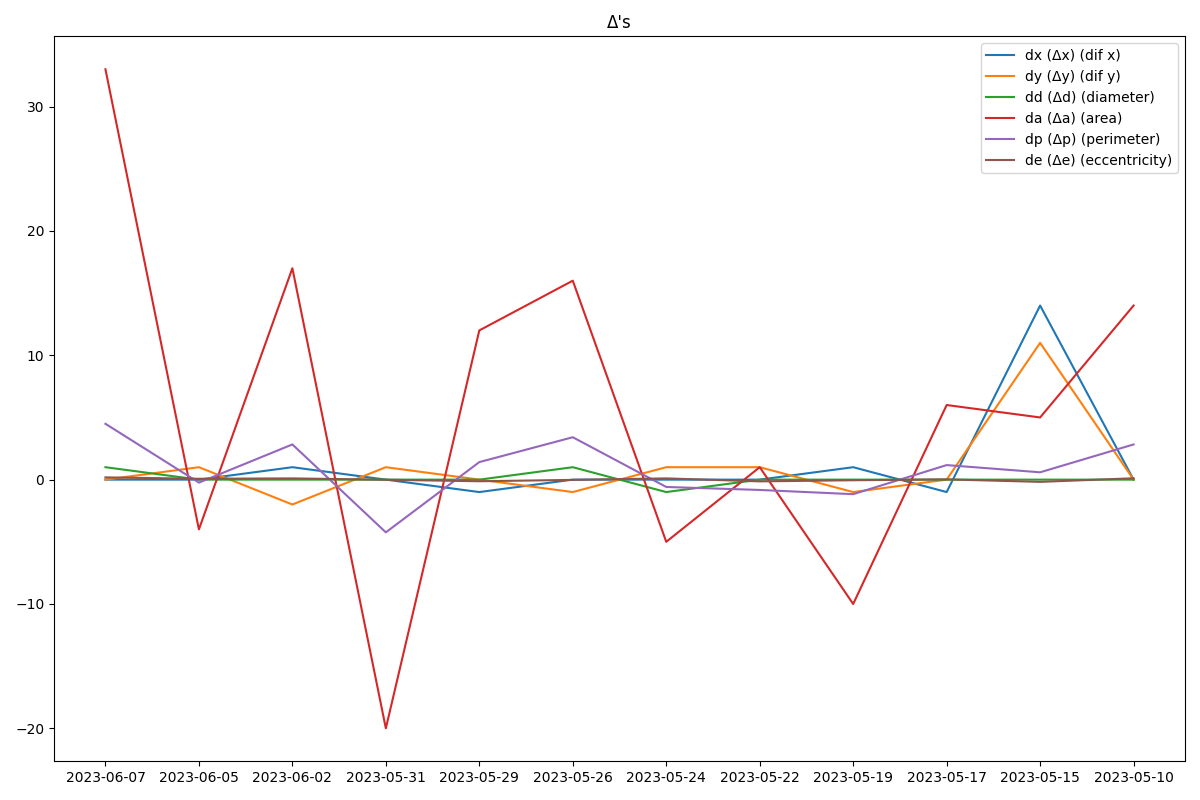 Δ's
dx (Δx) (dif x)
dy (Δy) (dif y)
dd (Δd) (diameter)
da (Δa) (area)
dp (Δp) (perimeter)
de (Δe) (eccentricity)
30
20
10
0
−10
−20
2023-06-07 2023-06-05 2023-06-02 2023-05-31 2023-05-29 2023-05-26 2023-05-24 2023-05-22 2023-05-19 2023-05-17 2023-05-15 2023-05-10